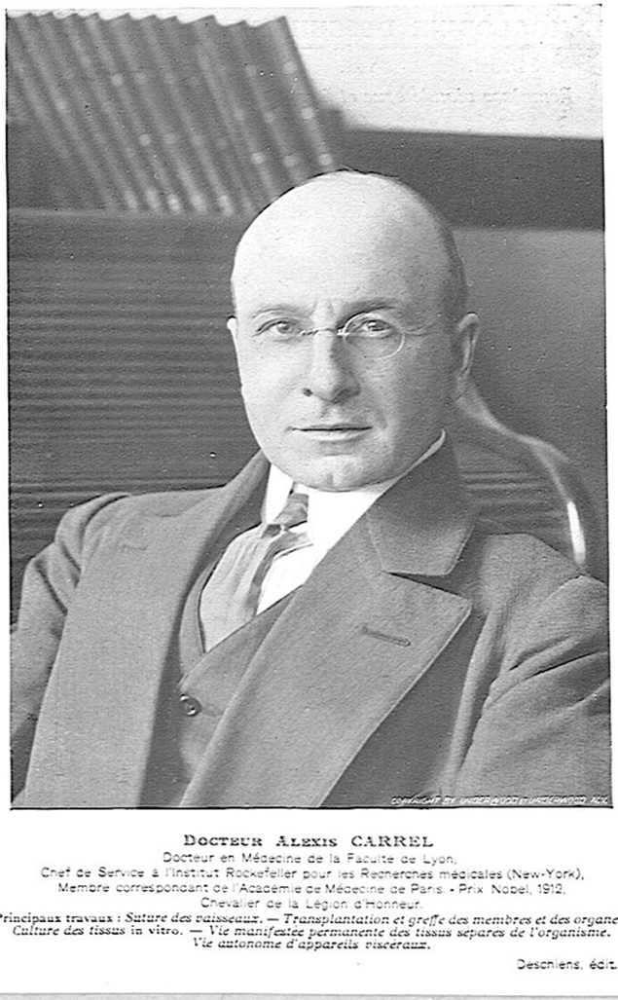 COPYRIGHT BY UNDERWOOD ET UNDERWOOD N.Y.
DOCTEUR ALEXIS CARREL
Docteur en Médecine de la Faculté de Lyon,
Chef de Service à l'Institut Rockefeller pour les Recherches médicales (New-York),
Membre correspondant de l'Académie de Médecine de Paris. - Prix Nobel, 1912,
Chevalier de la Légion d'Honneur.
rincipaux travaux : Suture des vaisseaux. — Transplantation et greffe des membres et des organe
Culture des tissus in vitro. — Vie manifestée permanente des tissus séparés de l'organisme.
Vie autonome d'appareils viscéraux.
Deschiens, édit.